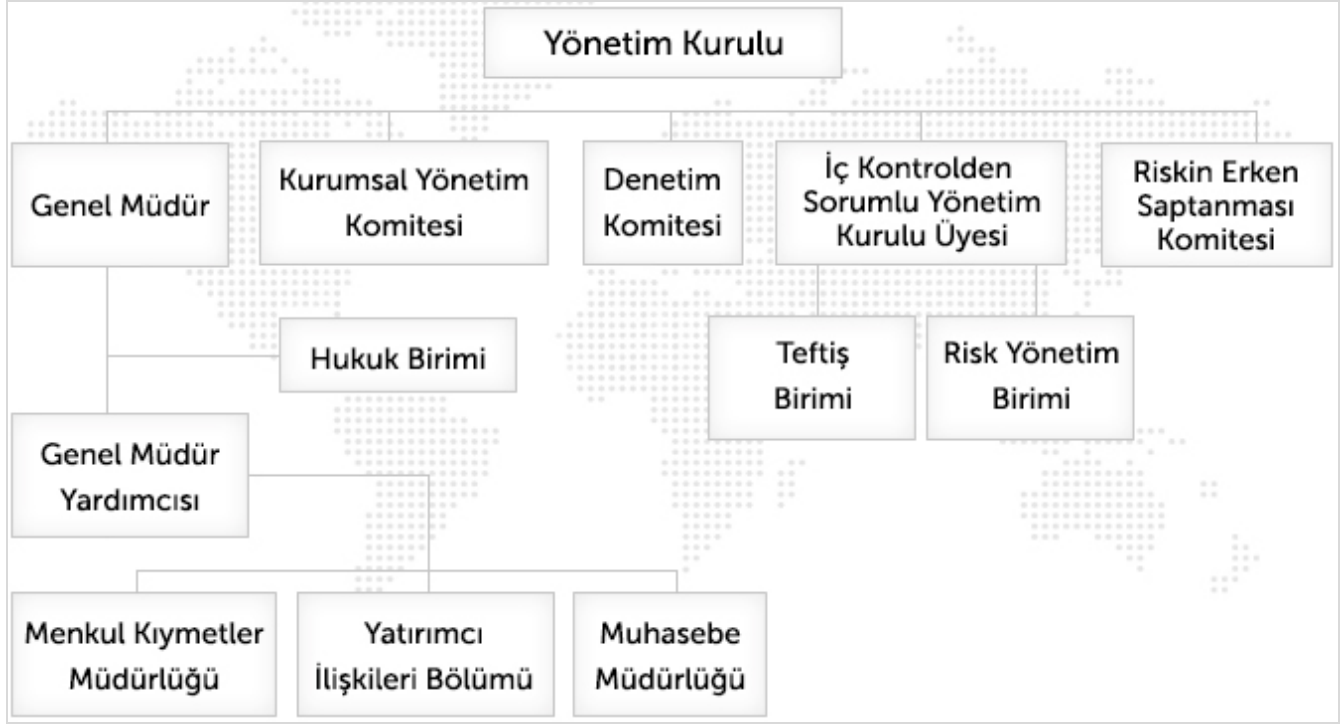 Yönetim Kurulu
Genel Müdür
Kurumsal Yönetim
Komitesi
Denetim
Komitesi
İç Kontrolden
Sorumlu Yönetim
Kurulu Üyesi
Riskin Erken
Saptanması
Komitesi
Hukuk Birimi
Teftiş
Birimi
Risk Yönetim
Birimi
Genel Müdür
Yardımcısı
Menkul Kıymetler
Müdürlüğü
Yatırımcı
İlişkileri Bölümü
Muhasebe
Müdürlüğü